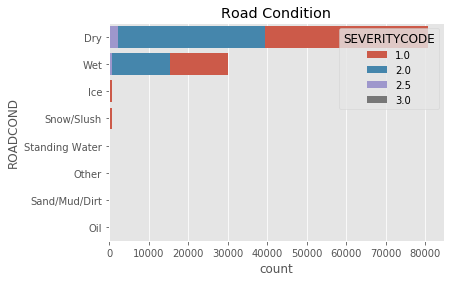 Road Condition
Dry
Wet
Ice
Snow/Slush
Standing Water
Other
Sand/Mud/Dirt
Oil
ROADCOND
SEVERITYCODE
1.0
2.0
2.5
3.0
0 10000 20000 30000 40000 50000 60000 70000 80000
count